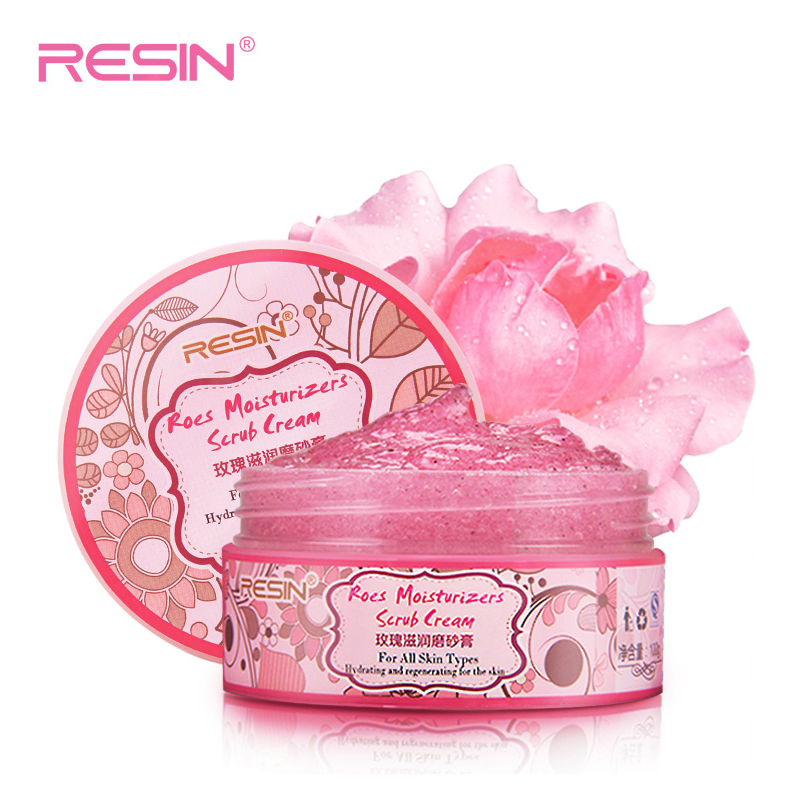 RESIN®
RESIN®
Roes Moisturizers
Scrub Cream
玫瑰滋润磨砂膏
Hydr
RESIN®
Roes Moisturizers
Scrub Cream
玫瑰滋润磨砂膏
For All Skin Types
Hydrating and regenerating for the skin
净含量: